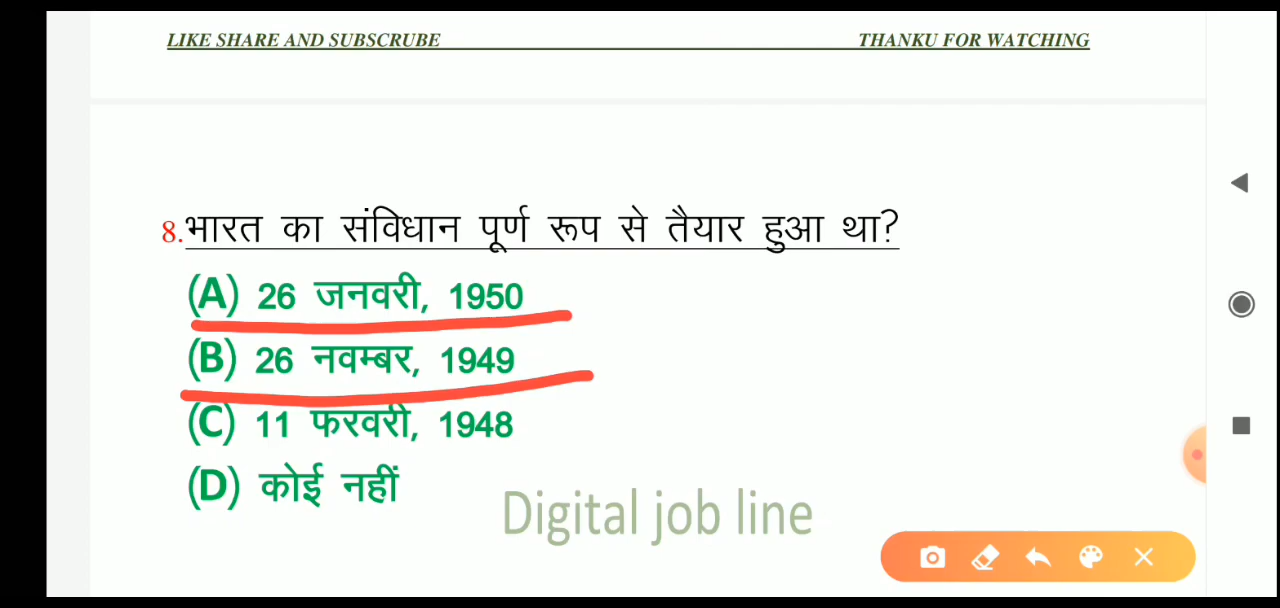 LIKE SHARE AND SUBSCRUBE THANKU FOR WATCHING
8.भारत का संविधान पूर्ण रूप से तैयार हुआ था?
(A) 26 जनवरी, 1950
(B) 26 नवम्बर, 1949
(C) 11 फरवरी, 1948
(D) कोई नहीं
Digital job line